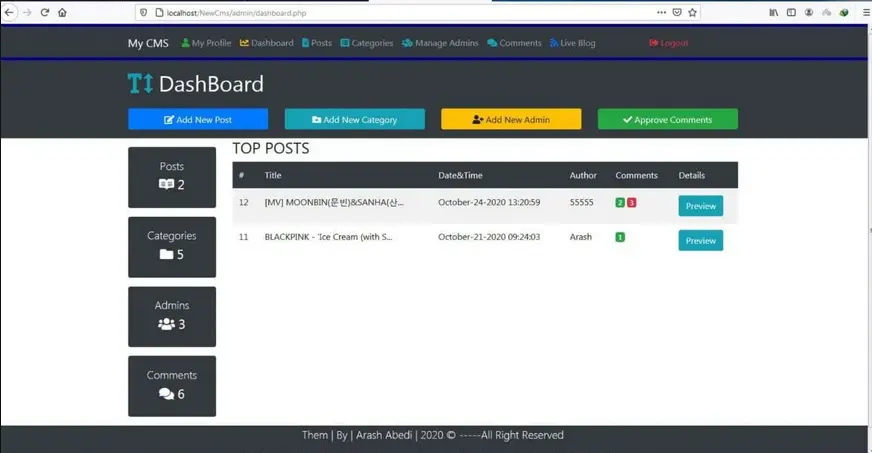 localhost/NewCms/admin/dashboard.php
My CMS My Profile Dashboard Posts Categories Manage Admins Comments Live Blog Logout
DashBoard
Add New Post Add New Category Add New Admin Approve Comments
TOP POSTS
# Title Date&Time Author Comments Details
12 [MV] MOONBIN(문빈)&SANHA(산... October-24-2020 13:20:59 55555 2 3 Preview
11 BLACKPINK - 'Ice Cream (with S... October-21-2020 09:24:03 Arash 1 Preview
Posts
2
Categories
5
Admins
3
Comments
6
Them | By | Arash Abedi | 2020 © -----All Right Reserved